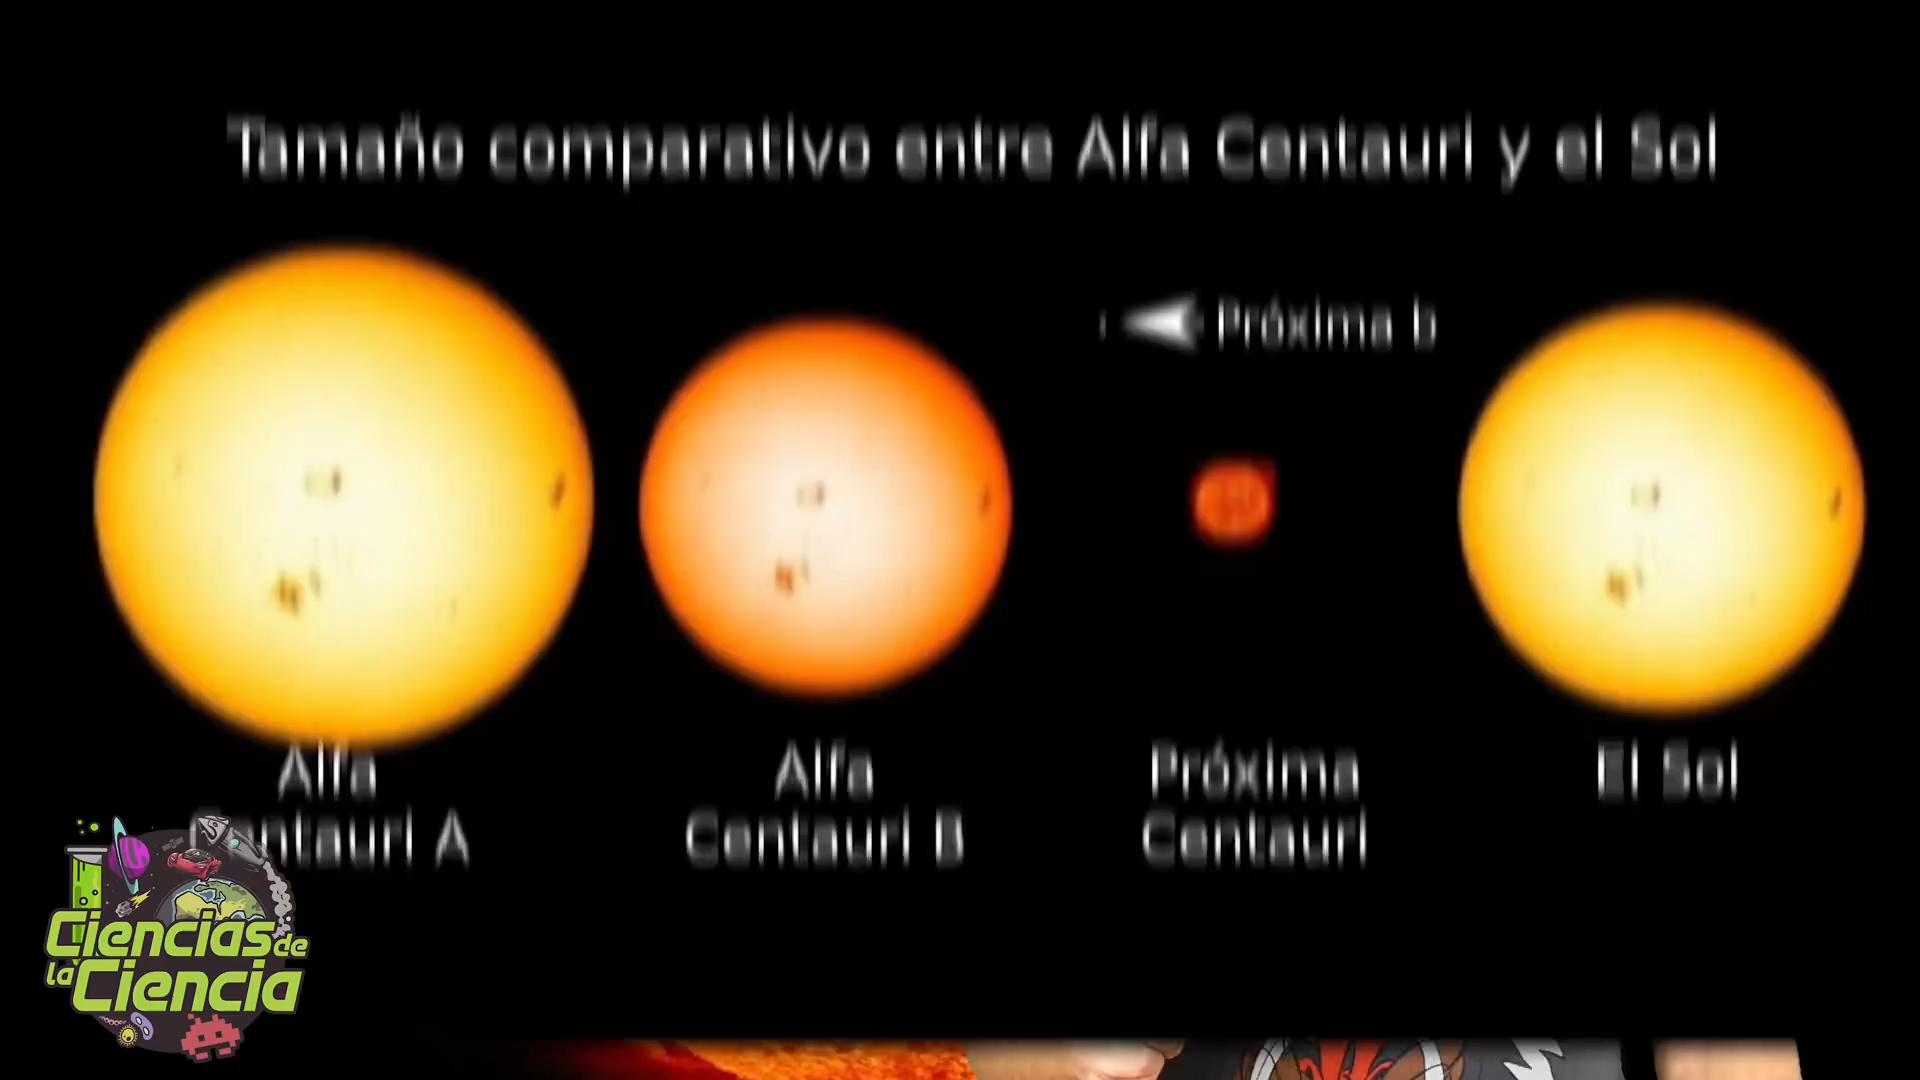 Tamaño comparativo entre Alfa Centauri y el Sol
Próxima b
Alfa
Centauri A
Alfa
Centauri B
Próxima
Centauri
El Sol
Ciencias de
la Ciencia